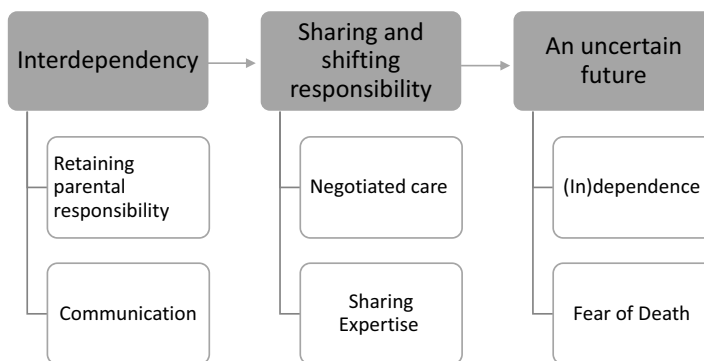 Interdependency
Sharing and
shifting
responsibility
An uncertain
future
Retaining
parental
responsibility
Negotiated care
(In)dependence
Communication
Sharing
Expertise
Fear of Death